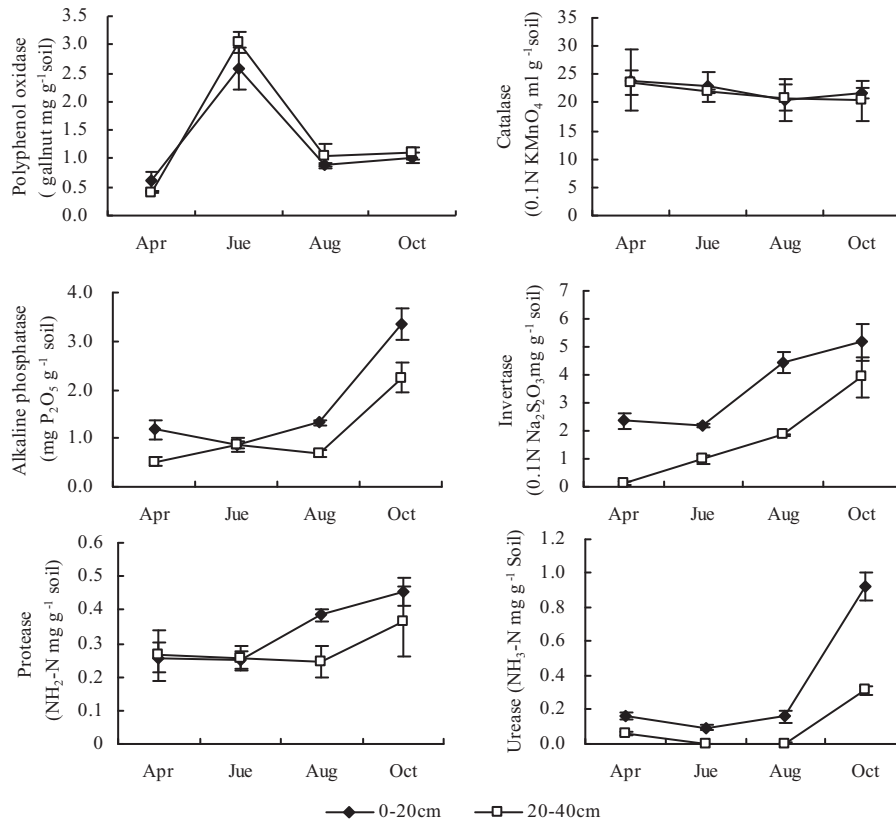 Polyphenol oxidase
( gallnut mg g⁻¹soil)
3.5
3.0
2.5
2.0
1.5
1.0
0.5
0.0
Apr Jue Aug Oct
Catalase
(0.1N KMnO₄ ml g⁻¹soil)
35
30
25
20
15
10
5
0
Apr Jue Aug Oct
Alkaline phosphatase
(mg P₂O₅ g⁻¹ soil)
4.0
3.0
2.0
1.0
0.0
Apr Jue Aug Oct
Invertase
(0.1N Na₂S₂O₃mg g⁻¹ soil)
7
6
5
4
3
2
1
0
Apr Jue Aug Oct
Protease
(NH₂-N mg g⁻¹ soil)
0.6
0.5
0.4
0.3
0.2
0.1
0
Apr Jue Aug Oct
Urease (NH₃-N mg g⁻¹ Soil)
1.2
1.0
0.8
0.6
0.4
0.2
0.0
Apr Jue Aug Oct
0-20cm 20-40cm